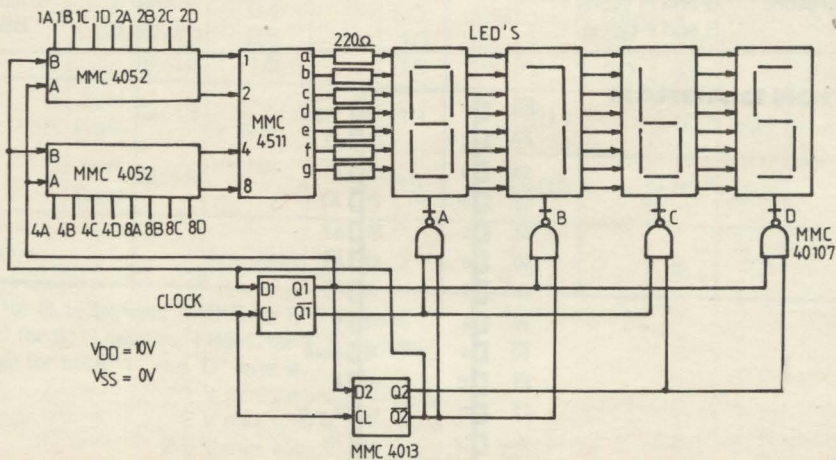 1A 1B 1C 1D 2A 2B 2C 2D
B
A
MMC 4052
B
A
MMC 4052
4A 4B 4C 4D 8A 8B 8C 8D
1
2
4
8
MMC
4511
a
b
c
d
e
f
g
220Ω
LED'S
A
B
C
D
MMC
40107
CLOCK
D1 Q1
CL Q1
VDD = 10V
VSS = 0V
D2 Q2
CL Q2
MMC 4013